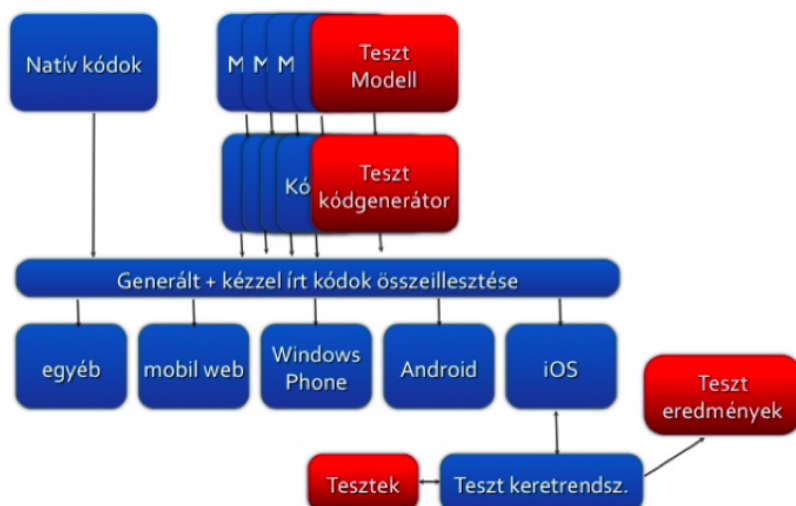 Natív kódok
M
M
M
Teszt
Modell
Kó
Teszt
kódgenerátor
Generált + kézzel írt kódok összeillesztése
egyéb
mobil web
Windows
Phone
Android
iOS
Teszt
eredmények
Tesztek
Teszt keretrendsz.